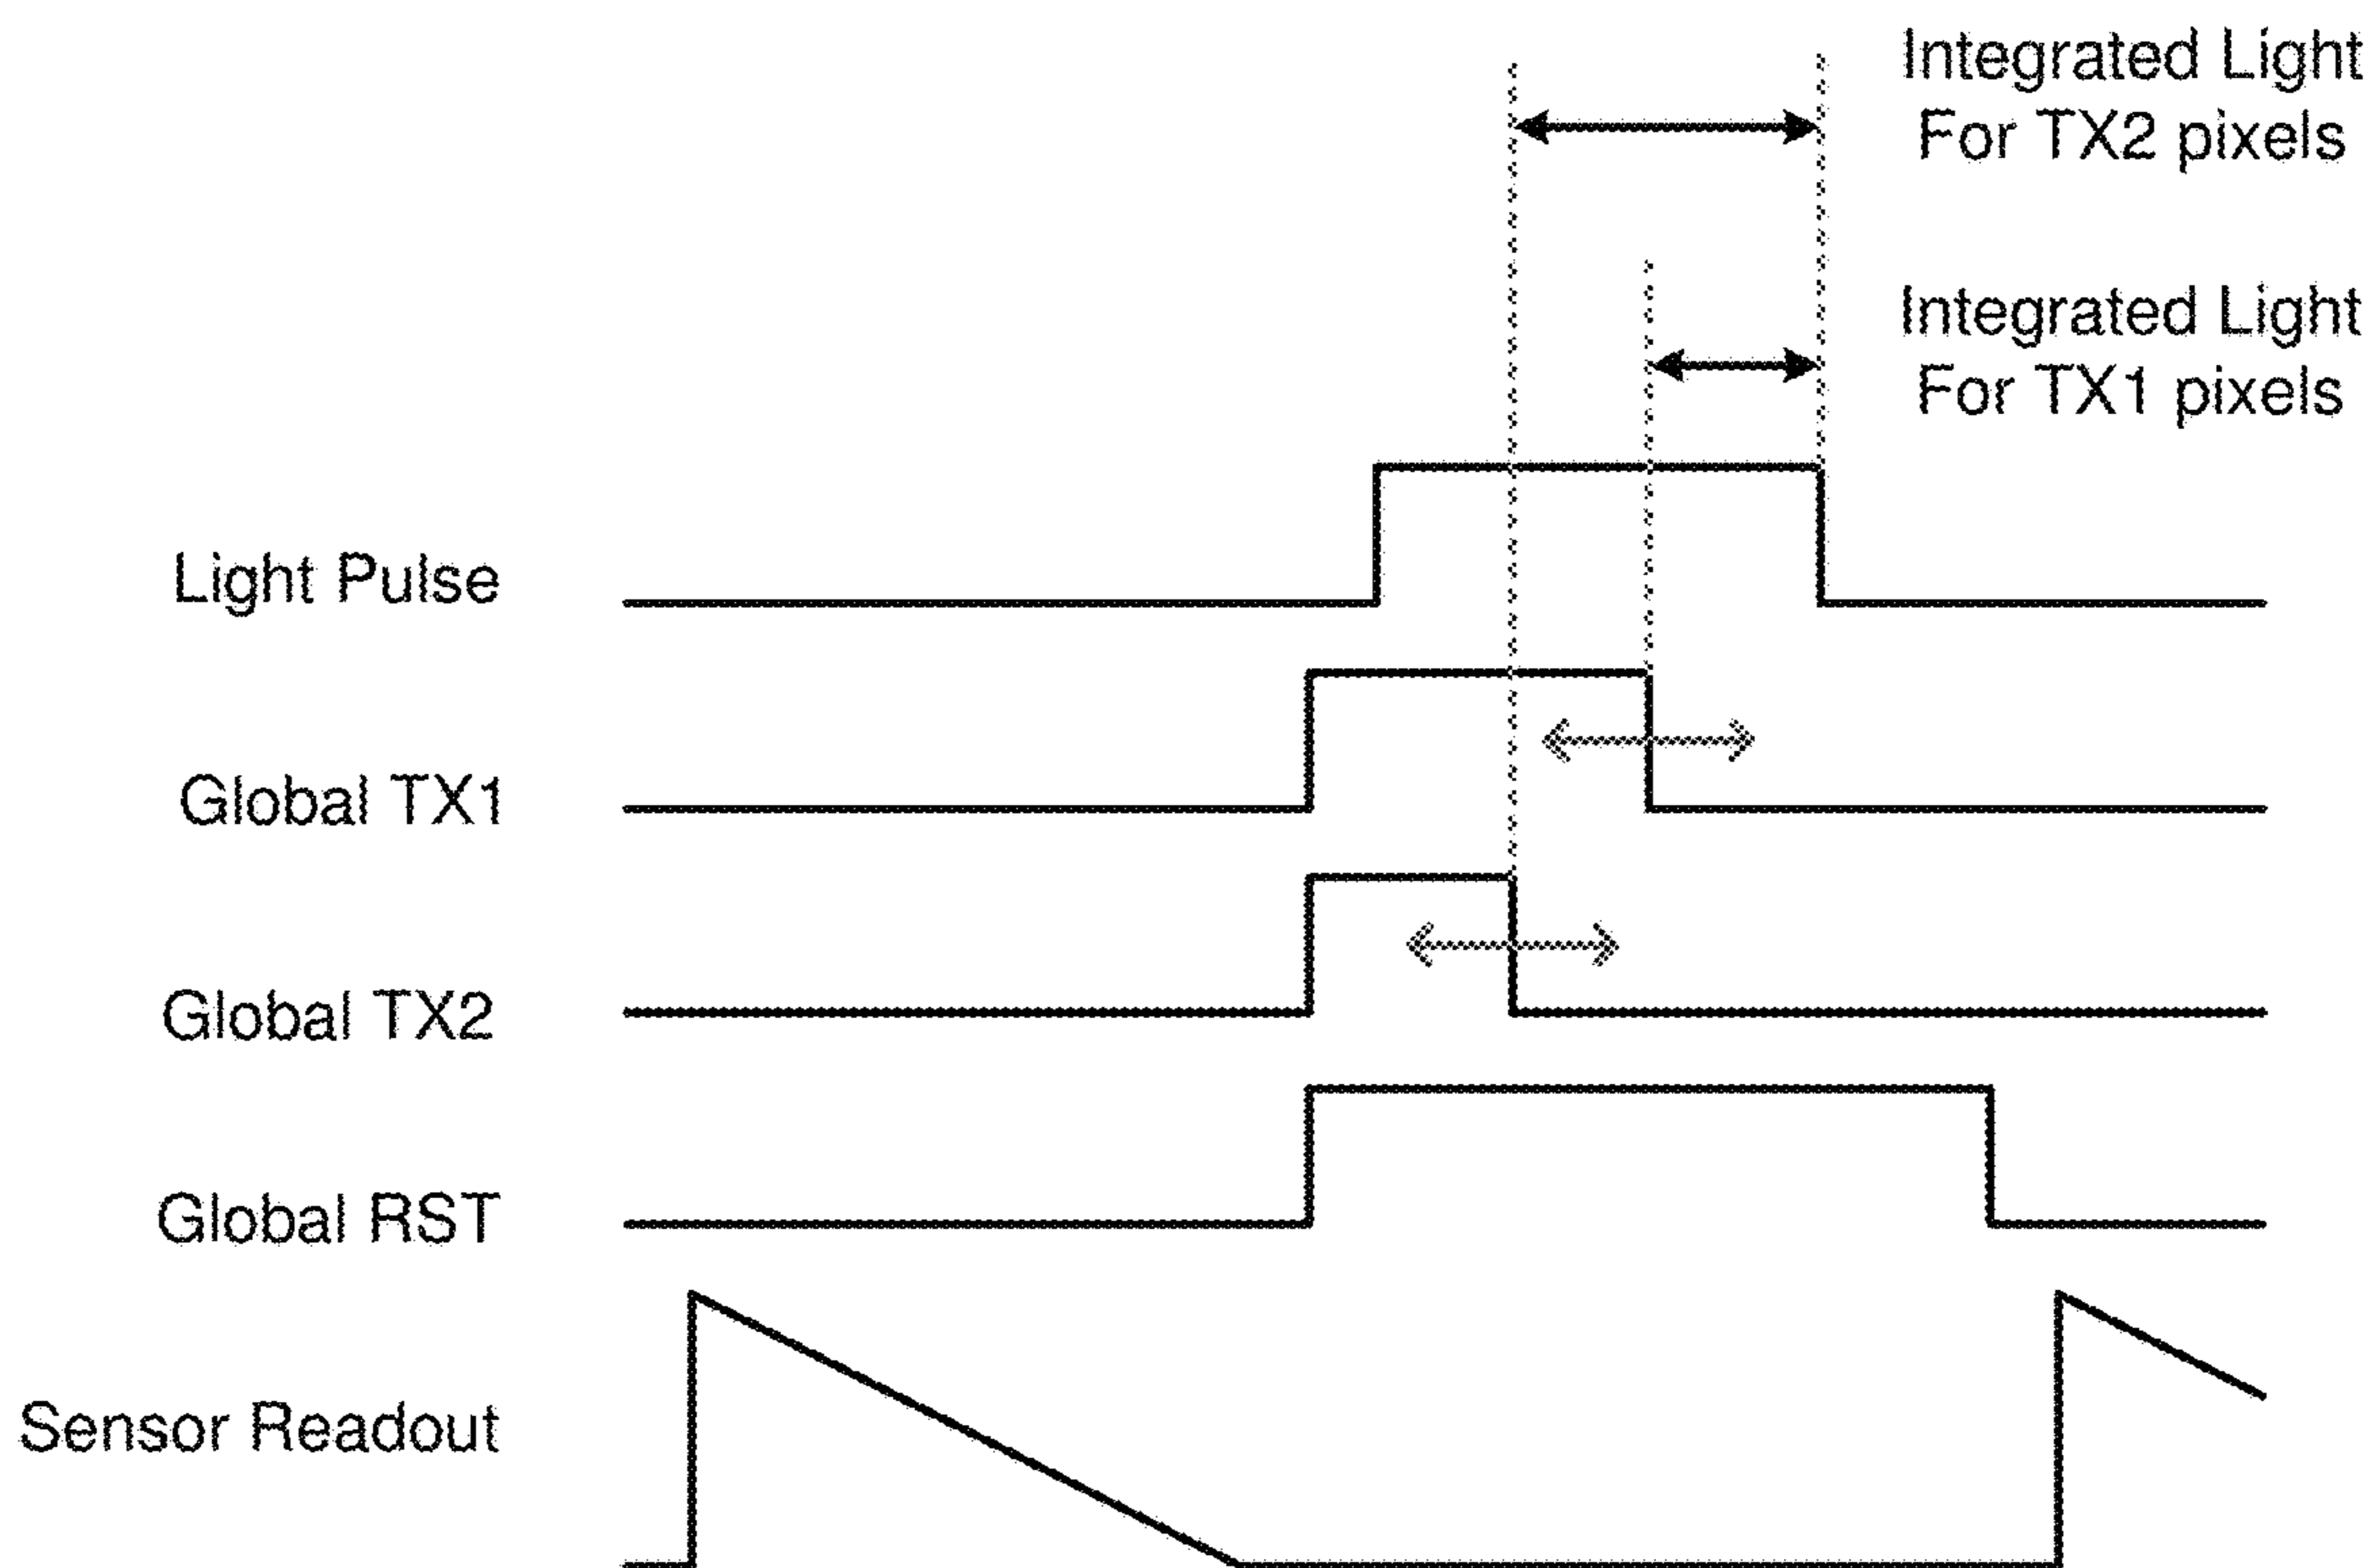 Integrated Light
For TX2 pixels
Integrated Light
For TX1 pixels
Light Pulse
Global TX1
Global TX2
Global RST
Sensor Readout